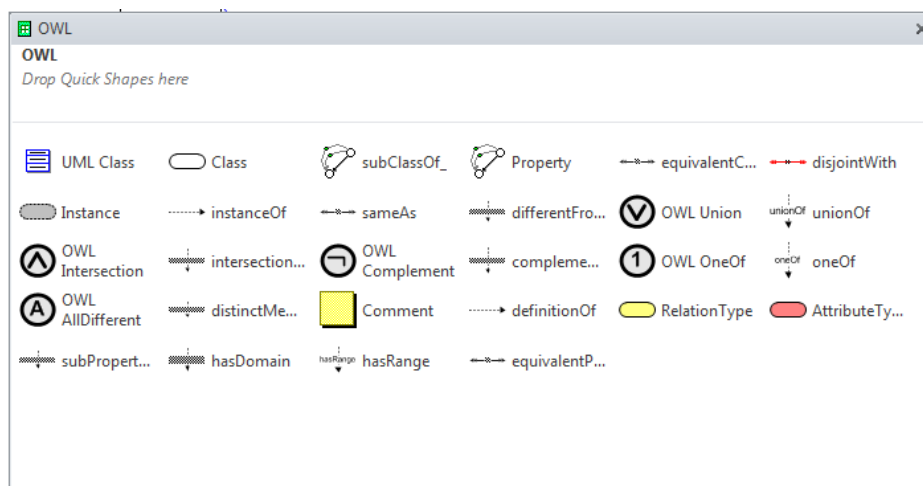 OWL
OWL
Drop Quick Shapes here
UML Class
Class
subClassOf_
Property
equivalentC...
disjointWith
Instance
instanceOf
sameAs
differentFro...
OWL Union
unionOf
unionOf
OWL
Intersection
intersection...
OWL
Complement
compleme...
1
OWL OneOf
oneOf
oneOf
A
OWL
AllDifferent
distinctMe...
Comment
definitionOf
RelationType
AttributeTy...
subPropert...
hasDomain
hasRange
hasRange
equivalentP...